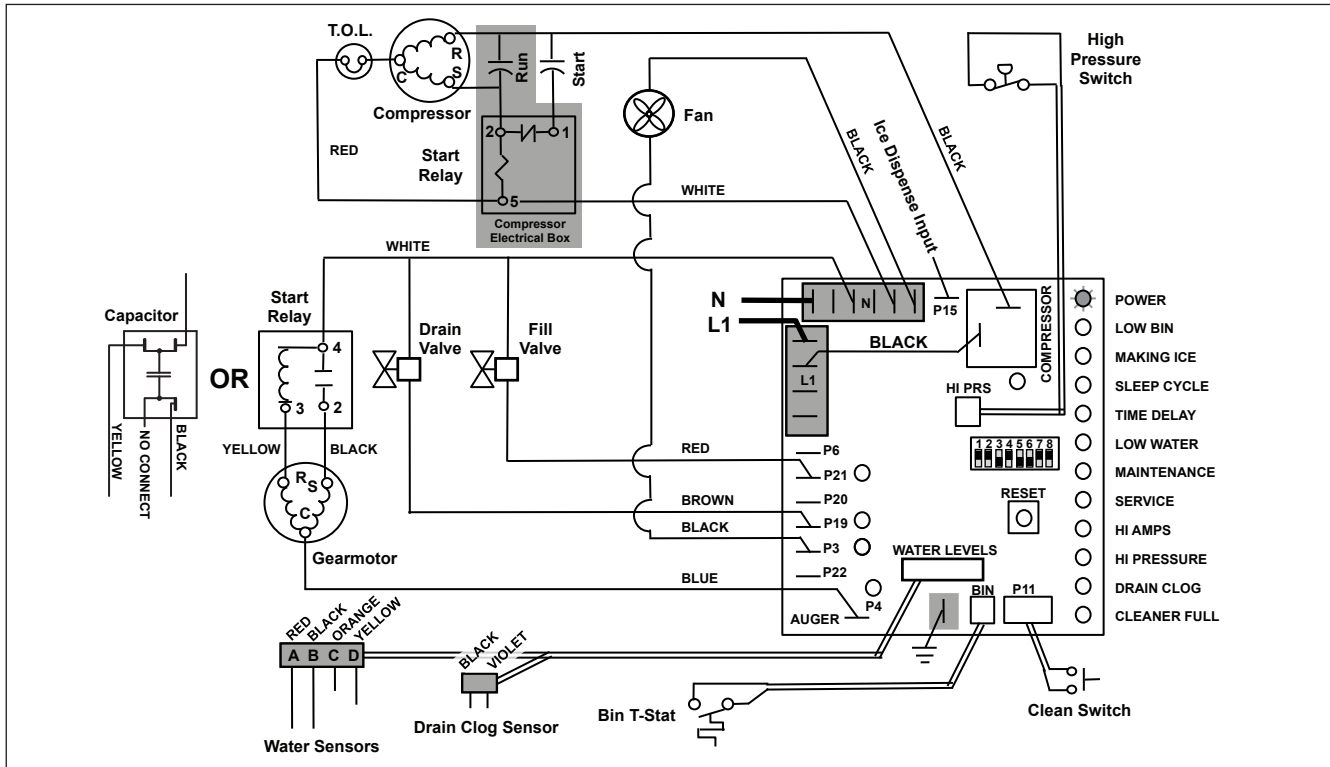 T.O.L.
R
S
C
Compressor
Run
Start
2
1
Start
Relay
5
Compressor
Electrical Box
RED
WHITE
Fan
BLACK
Ice Dispense Input
BLACK
High
Pressure
Switch
WHITE
Capacitor
YELLOW
NO CONNECT
BLACK
OR
Start
Relay
4
3
2
YELLOW
BLACK
R
S
C
Gearmotor
Drain
Valve
Fill
Valve
N
L1
N
P15
BLACK
L1
COMPRESSOR
HI PRS
1 2 3 4 5 6 7 8
RESET
RED
BROWN
BLACK
BLUE
P6
P21
P20
P19
P3
P22
P4
AUGER
WATER LEVELS
BIN
P11
POWER
LOW BIN
MAKING ICE
SLEEP CYCLE
TIME DELAY
LOW WATER
MAINTENANCE
SERVICE
HI AMPS
HI PRESSURE
DRAIN CLOG
CLEANER FULL
RED
BLACK
ORANGE
YELLOW
A B C D
Water Sensors
BLACK
VIOLET
Drain Clog Sensor
Bin T-Stat
Clean Switch